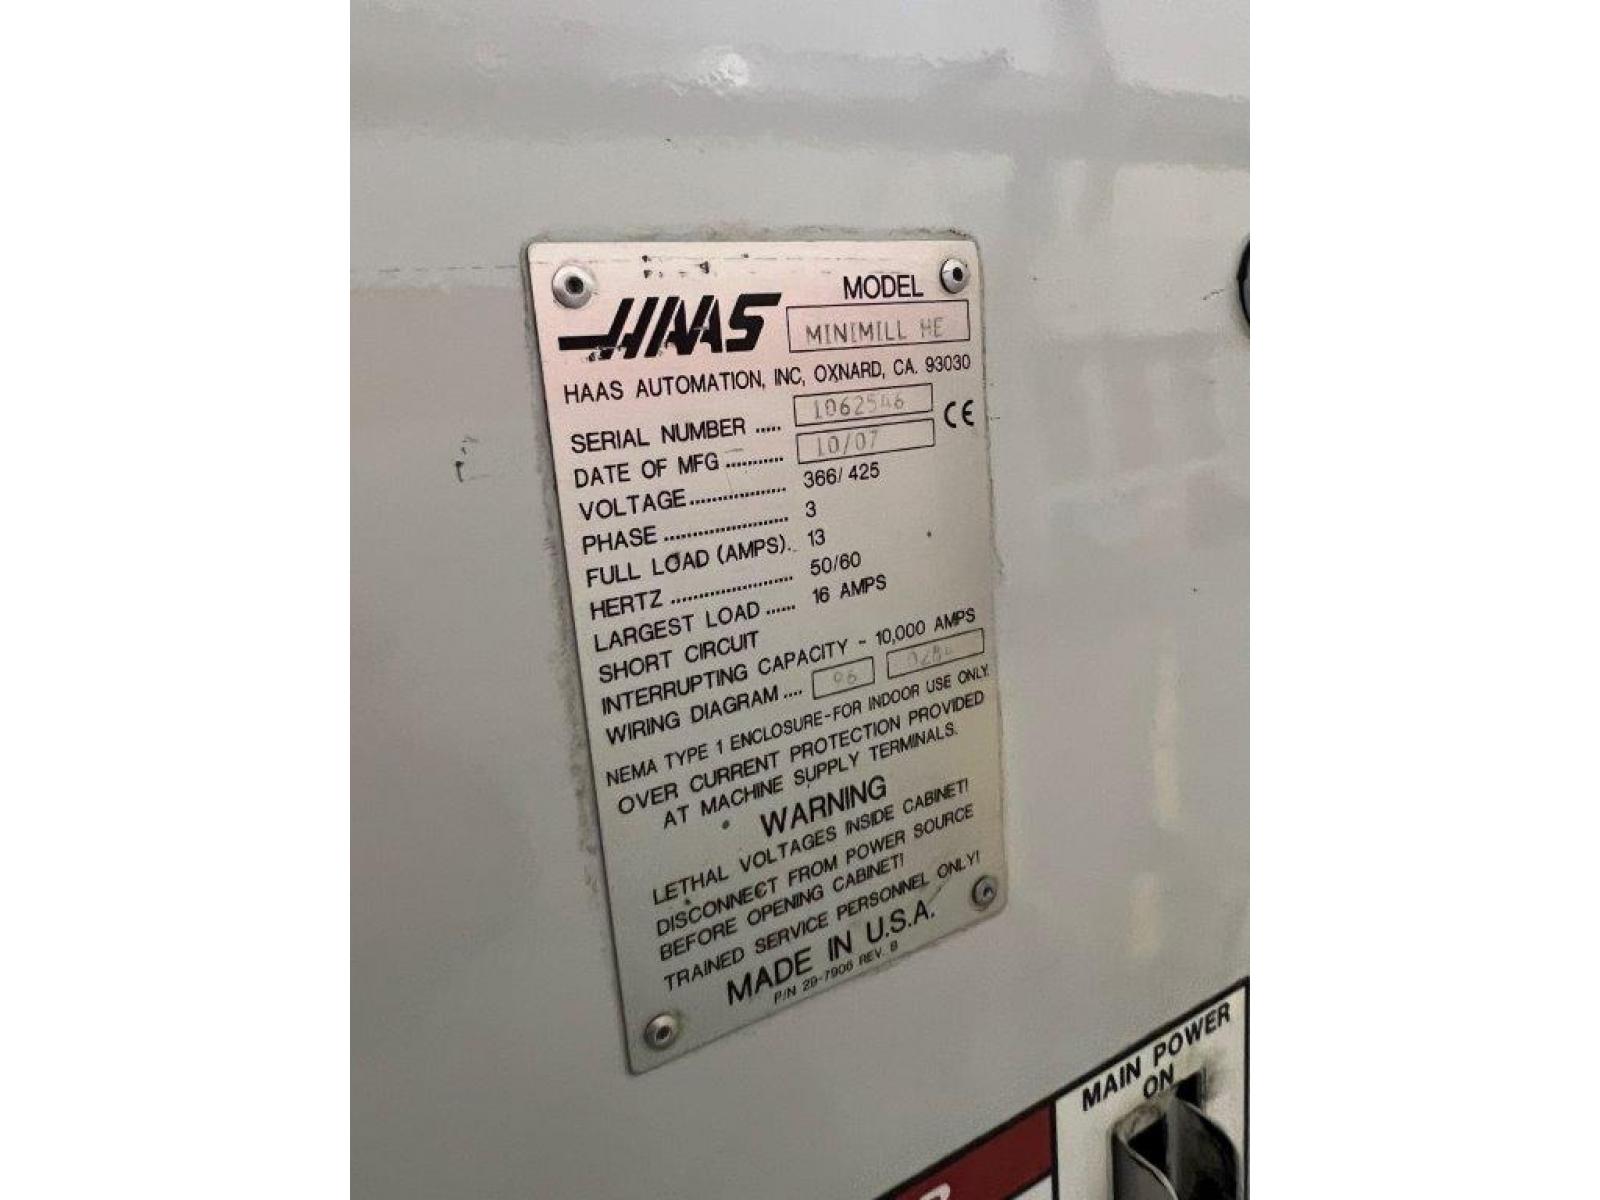 HAAS
MODEL
MINIMILL HE
HAAS AUTOMATION, INC, OXNARD, CA. 93030
SERIAL NUMBER ..... 1062546
CE
DATE OF MFG ........... 10/07
VOLTAGE.................. 366/425
PHASE ....................... 3
FULL LOAD (AMPS). 13
HERTZ ...................... 50/60
LARGEST LOAD ...... 16 AMPS
SHORT CIRCUIT
INTERRUPTING CAPACITY - 10,000 AMPS
WIRING DIAGRAM .... 96
NEMA TYPE 1 ENCLOSURE-FOR INDOOR USE ONLY.
OVER CURRENT PROTECTION PROVIDED
AT MACHINE SUPPLY TERMINALS.
WARNING
LETHAL VOLTAGES INSIDE CABINET!
DISCONNECT FROM POWER SOURCE
BEFORE OPENING CABINET!
TRAINED SERVICE PERSONNEL ONLY!
MADE IN U.S.A.
P/N 29-7906 REV. B
MAIN POWER
ON